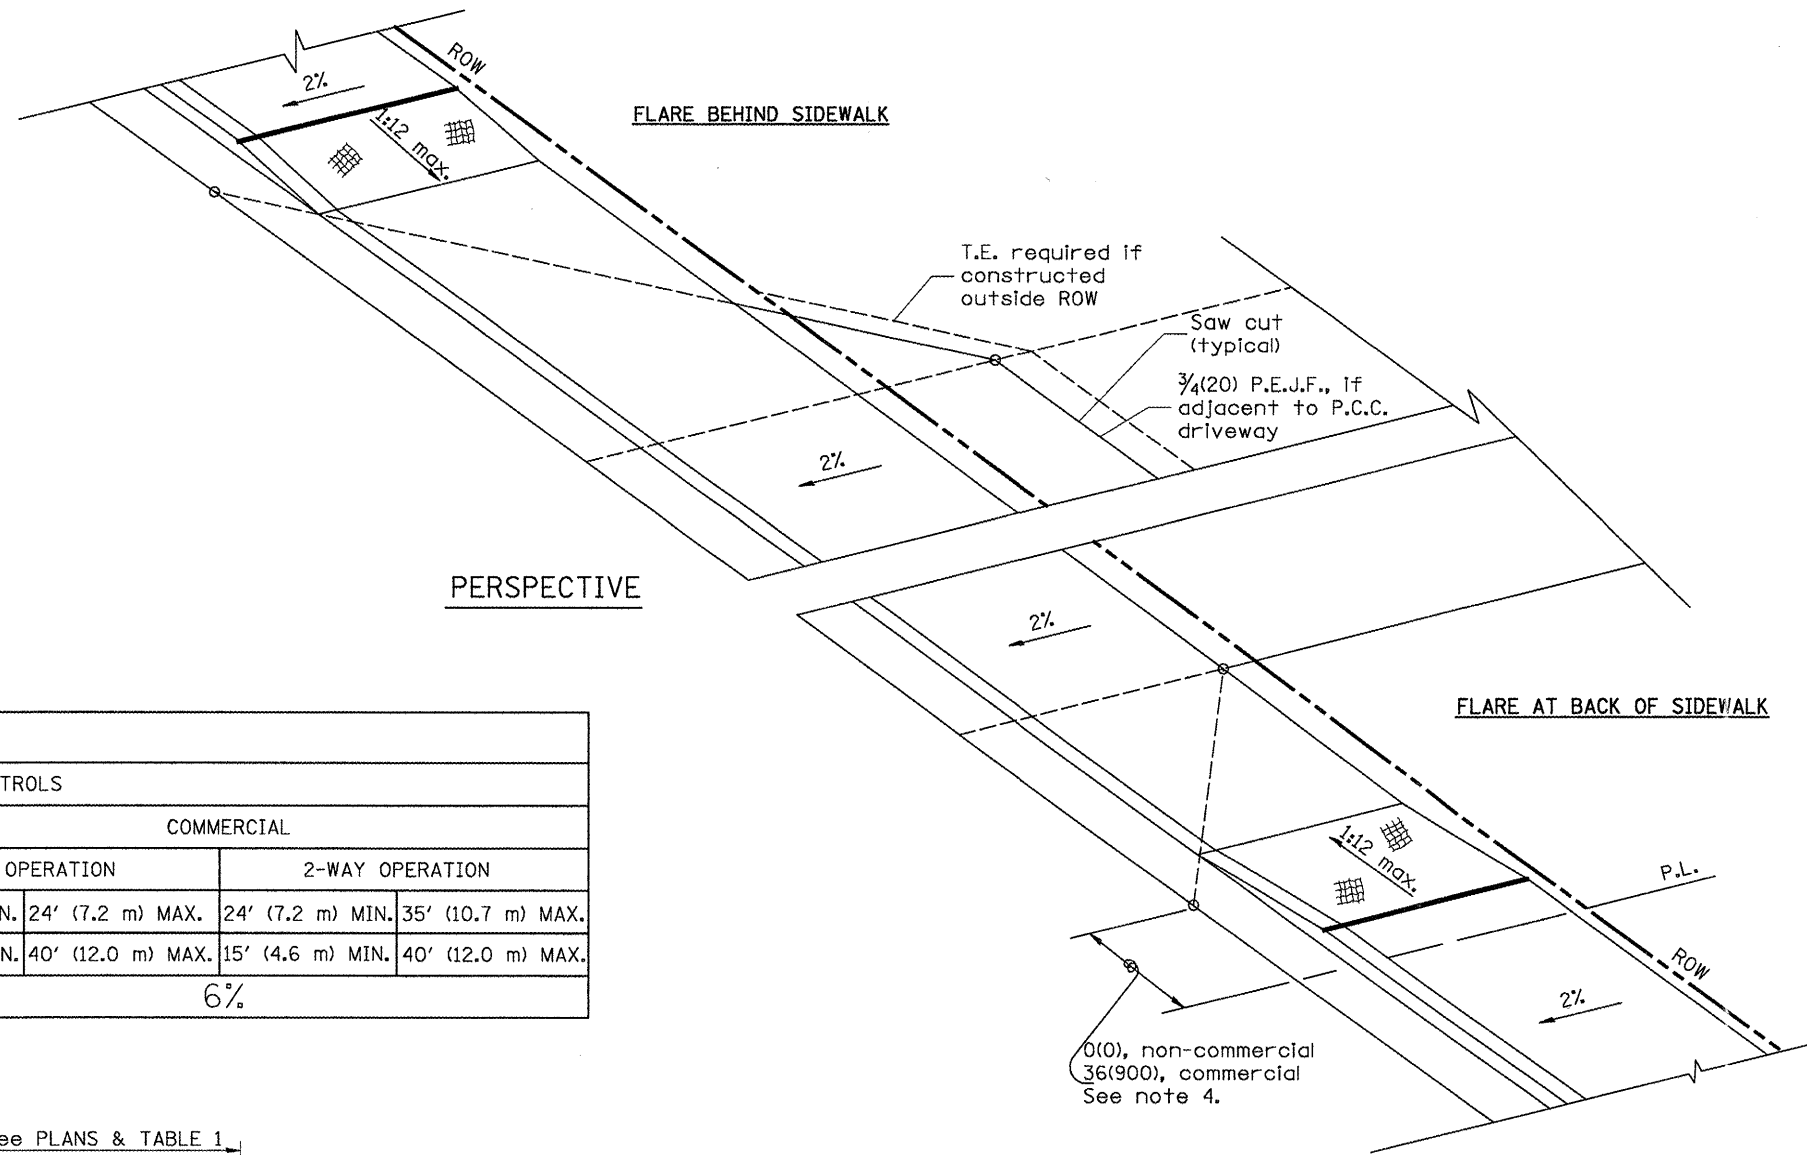 ROW
2%
FLARE BEHIND SIDEWALK
1:12 max.
T.E. required if
constructed
outside ROW
Saw cut
(typical)
¾(20) P.E.J.F., if
adjacent to P.C.C.
driveway
2%
PERSPECTIVE
2%
FLARE AT BACK OF SIDEWALK
1:12 max.
P.L.
ROW
2%
0(0), non-commercial
36(900), commercial
See note 4.
TROLS
COMMERCIAL
OPERATION
2-WAY OPERATION
N. 24' (7.2 m) MAX. 24' (7.2 m) MIN. 35' (10.7 m) MAX.
N. 40' (12.0 m) MAX. 15' (4.6 m) MIN. 40' (12.0 m) MAX.
6%
ee PLANS & TABLE 1